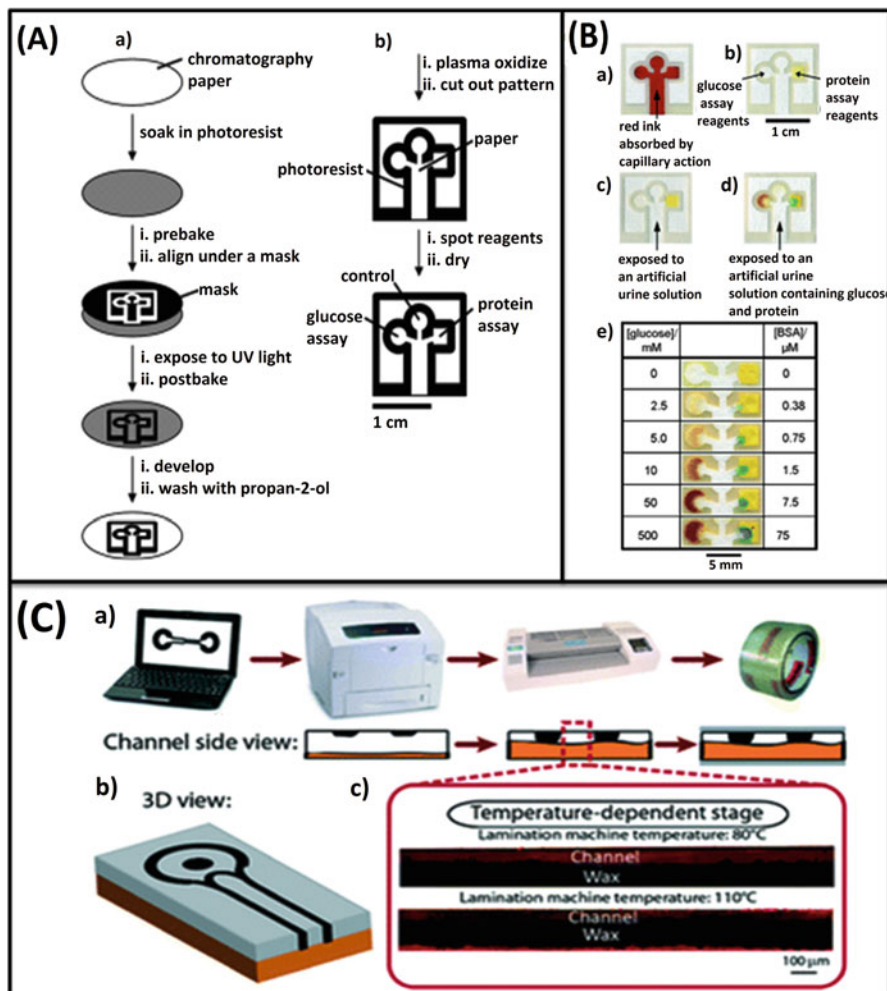 (A)
a)
chromatography
paper
soak in photoresist
i. prebake
ii. align under a mask
mask
i. expose to UV light
ii. postbake
i. develop
ii. wash with propan-2-ol
b)
i. plasma oxidize
ii. cut out pattern
paper
photoresist
i. spot reagents
ii. dry
control
glucose
assay
protein
assay
1 cm
(B)
a)
red ink
absorbed by
capillary action
b)
glucose
assay
reagents
protein
assay
reagents
1 cm
c)
exposed to
an artificial
urine solution
d)
exposed to an
artificial urine
solution containing glucose
and protein
e)
[glucose]/
mM
[BSA]/
µM
0 0
2.5 0.38
5.0 0.75
10 1.5
50 7.5
500 75
5 mm
(C)
a)
Channel side view:
b)
3D view:
c)
Temperature-dependent stage
Lamination machine temperature: 80°C
Channel
Wax
Lamination machine temperature: 110°C
Channel
Wax
100 µm